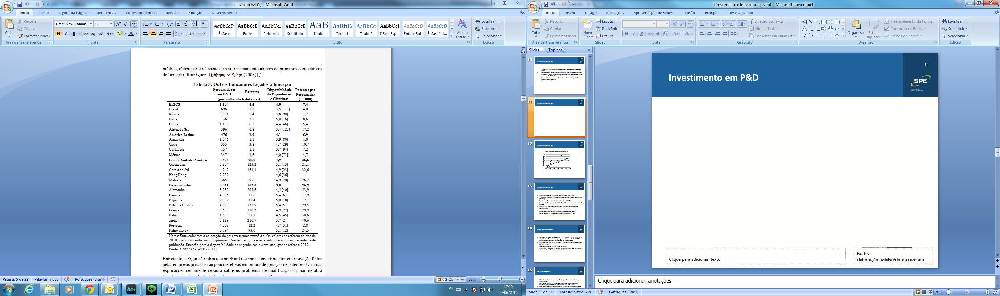 Inovação v.4 (1) - Microsoft Word
Início Inserir Layout da Página Referências Correspondências Revisão Exibição Desenvolvedor
Colar
Recortar
Copiar
Formatar Pincel
Área de Transferência
Times New Roman 12
Fonte
Parágrafo
AaBbCcD AaBbCcD AaBbCcI AaBbCcI AaB AaBbC AaBbCc AaBbCcI AaBbCcD AaBbCcD
Ênfase Forte ¶ Normal Subtítulo Título Título 1 Título 2 ¶ Sem Esp... Ênfase Sutil Ênfase Int...
Estilo
Alterar Estilos
Localizar
Substituir
Selecionar
Edição
público, obtém parte relevante de seu financiamento através de processos competitivos
de licitação [Rodríguez, Dahlman & Salmi (2008)].2
Tabela 3: Outros Indicadores Ligados à Inovação
Pesquisadores em P&D Patentes Disponibilidade de Engenheiros e Cientistas Patentes por Pesquisador (x 1000)
(por milhão de habitantes)
BRICS 1.104 4,5 4,0 7,4
Brasil 696 2,8 3,5 [113] 4,0
Rússia 3.091 5,4 3,8 [90] 1,7
Índia 136 1,2 5,0 [16] 8,6
China 1.199 6,5 4,4 [46] 5,4
África do Sul 396 6,8 3,4 [122] 17,2
América Latina 476 1,9 4,1 5,9
Argentina 1.046 1,1 3,9 [80] 1,0
Chile 355 3,8 4,7 [29] 10,7
Colômbia 157 1,1 3,7 [94] 7,2
México 347 1,6 4,0 [71] 4,7
Leste e Sudeste Asiático 3.476 98,0 4,9 26,6
Cingapura 5.834 123,2 5,1 [13] 21,1
Coréia do Sul 4.947 161,1 4,9 [23] 32,6
Hong Kong 2.759 - 4,6 [36] -
Malásia 365 9,6 4,9 [20] 26,2
Desenvolvidos 3.821 103,6 5,0 26,9
Alemanha 3.780 203,6 4,5 [40] 53,9
Canadá 4.335 77,6 5,4 [6] 17,9
Espanha 2.932 35,4 5,0 [18] 12,1
Estados Unidos 4.673 137,9 5,4 [5] 29,5
França 3.690 110,2 4,9 [22] 29,9
Itália 1.690 51,7 4,5 [45] 30,6
Japão 5.189 210,7 5,7 [2] 40,6
Portugal 4.308 12,2 4,7 [31] 2,8
Reino Unido 3.794 93,0 5,1 [12] 24,5
Notas: Entre colchetes a colocação do país em termos mundiais. Os valores se referem ao ano de
2010, salvo quando não disponível. Nesse caso, usa-se a informação mais recentemente
publicada. Exceção para a disponibilidade de engenheiros e cientistas, que se refere a 2012.
Fonte: UNESCO e WEF (2012).
Entretanto, a Figura 1 indica que no Brasil mesmo os investimentos em inovação feitos
pelas empresas privadas são pouco efetivos em termos de geração de patentes. Uma das
explicações certamente repousa sobre os problemas de qualificação da mão de obra
Página: 5 de 22 Palavras: 7.865 Português (Brasil) 85%
PT 17:19
29/06/2015
Crescimento e Inovação - Layout - Microsoft PowerPoint
Início Inserir Design Animações Apresentação de Slides Revisão Exibição Desenvolvedor
Colar
Recortar
Copiar
Formatar Pincel
Área de Transferência
Novo Slide
Layout
Redefinir
Excluir
Slides
Fonte
Direção do Texto
Alinhar Texto
Converter em SmartArt
Parágrafo
Organizar
Estilos Rápidos
Preenchimento da Forma
Contorno da Forma
Efeitos de Forma
Desenho
Localizar
Substituir
Selecionar
Edição
Slides Tópicos
10
Investimento em P&D
11
Investimento em P&D
12
Investimento em P&D
13
Investimento em P&D
14
Investimento em P&D
15
11
Investimento em P&D
SPE
Secretaria de
Política Econômica
Clique para adicionar texto
Fonte:
Elaboração: Ministério da Fazenda
Clique para adicionar anotações
Slide 11 de 21 "CoresMinistro Levy" Português (Brasil) 91%